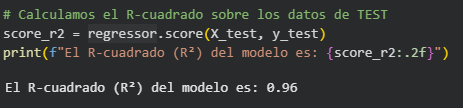 # Calculamos el R-cuadrado sobre los datos de TEST
score_r2 = regressor.score(X_test, y_test)
print(f"El R-cuadrado (R²) del modelo es: {score_r2:.2f}")
El R-cuadrado (R²) del modelo es: 0.96